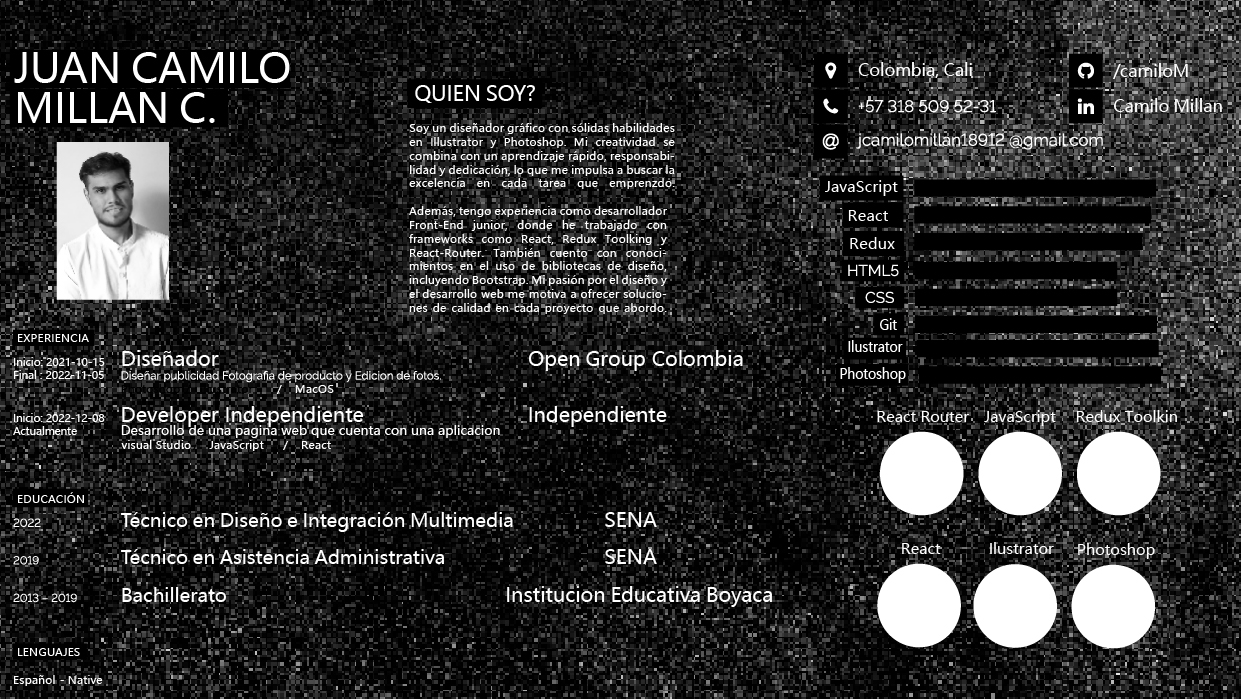 JUAN CAMILO
MILLAN C.
QUIEN SOY?
Soy un diseñador gráfico con sólidas habilidades
en Illustrator y Photoshop. Mi creatividad se
combina con un aprendizaje rápido, responsabi-
lidad y dedicación, lo que me impulsa a buscar la
excelencia en cada tarea que emprenzdo.
Además, tengo experiencia como desarrollador
Front-End junior, donde he trabajado con
frameworks como React, Redux Toolking y
React-Router. También cuento con conoci-
mientos en el uso de bibliotecas de diseño,
incluyendo Bootstrap. Mi pasión por el diseño y
el desarrollo web me motiva a ofrecer solucio-
nes de calidad en cada proyecto que abordo.
Colombia, Cali
/camiloM
+57 318 509 52-31
Camilo Millan
jcamilomillan18912 @gmail.com
JavaScript
React
Redux
HTML5
CSS
Git
Ilustrator
Photoshop
React Router JavaScript Redux Toolkin
React Ilustrator Photoshop
EXPERIENCIA
Inicio: 2021-10-15
Final : 2022-11-05
Diseñador
Open Group Colombia
Diseñar publicidad Fotografia de producto y Edicion de fotos.
/ MacOS
Inicio: 2022-12-08
Actualmente
Developer Independiente
Independiente
Desarrollo de una pagina web que cuenta con una aplicacion
visual Studio JavaScript / React
EDUCACIÓN
2022 Técnico en Diseño e Integración Multimedia SENA
2019 Técnico en Asistencia Administrativa SENA
2013 – 2019 Bachillerato Institucion Educativa Boyaca
LENGUAJES
Español - Native